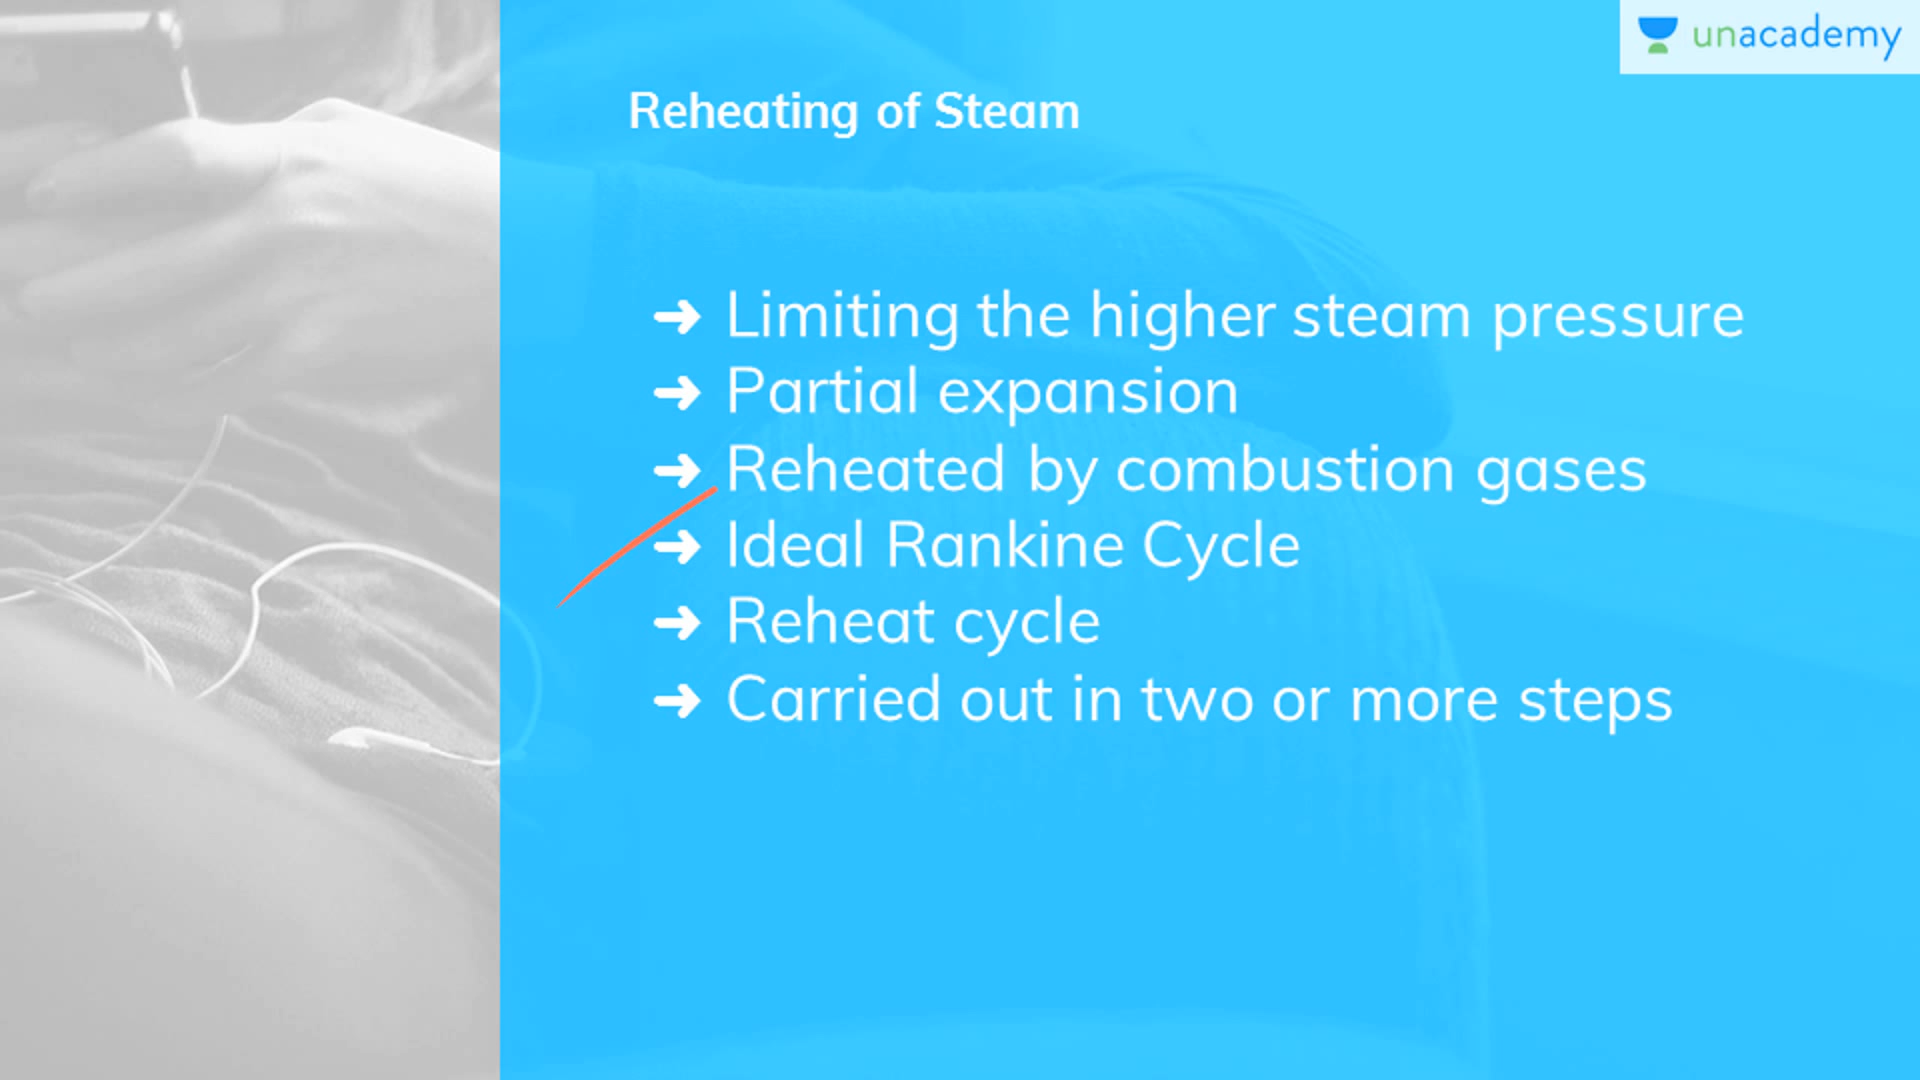 unacademy
Reheating of Steam
➜ Limiting the higher steam pressure
➜ Partial expansion
➜ Reheated by combustion gases
➜ Ideal Rankine Cycle
➜ Reheat cycle
➜ Carried out in two or more steps